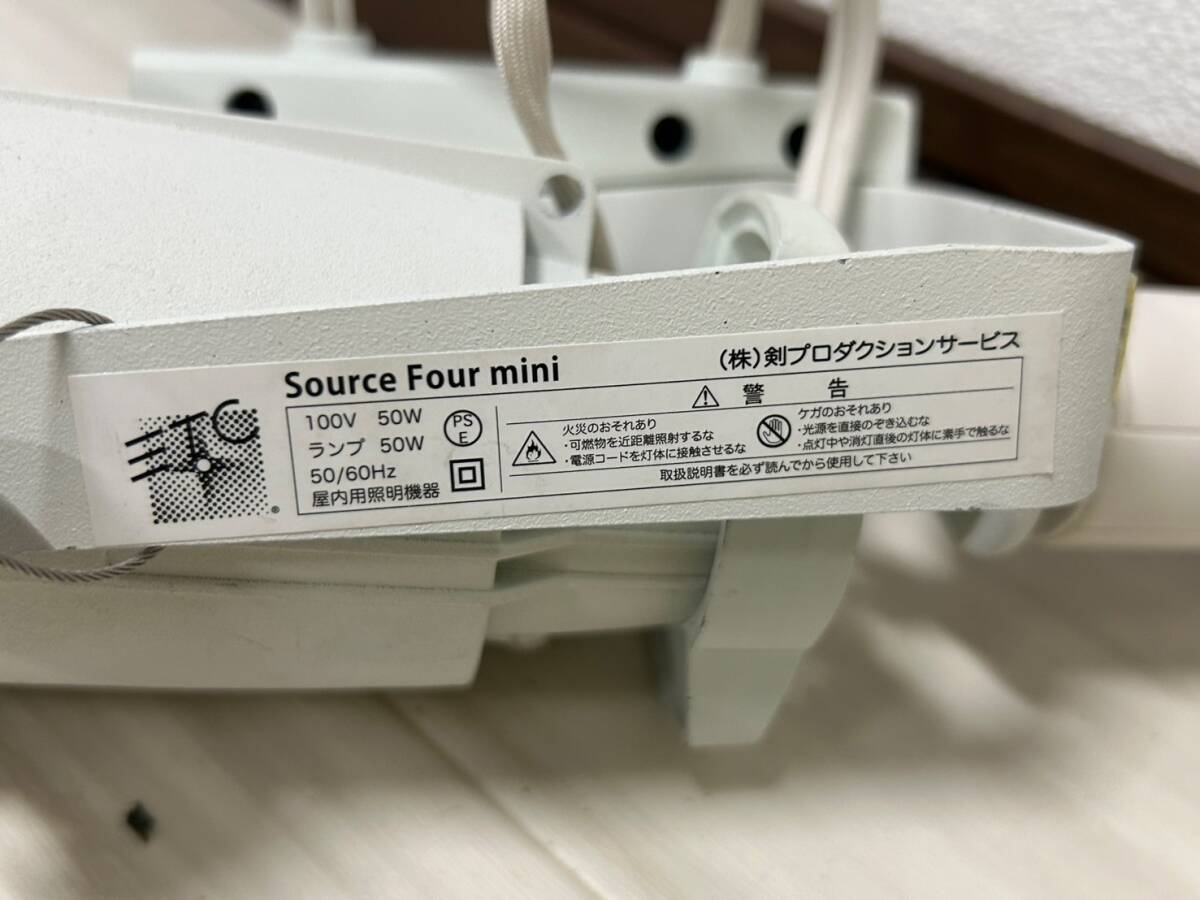 ETC
®
Source Four mini
(株)剣プロダクションサービス
100V 50W
ランプ 50W
50/60Hz
屋内用照明機器
PS
E
警 告
火災のおそれあり
・可燃物を近距離照射するな
・電源コードを灯体に接触させるな
ケガのおそれあり
・光源を直接のぞき込むな
・点灯中や消灯直後の灯体に素手で触るな
取扱説明書を必ず読んでから使用して下さい